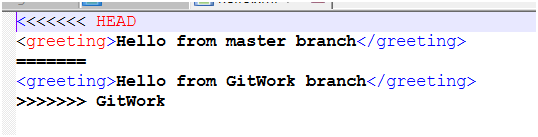 <<<<<<< HEAD
<greeting>Hello from master branch</greeting>
=======
<greeting>Hello from GitWork branch</greeting>
>>>>>>> GitWork